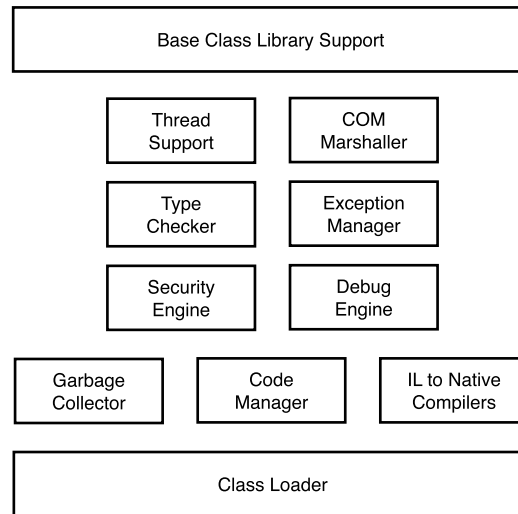 Base Class Library Support
Thread
Support
COM
Marshaller
Type
Checker
Exception
Manager
Security
Engine
Debug
Engine
Garbage
Collector
Code
Manager
IL to Native
Compilers
Class Loader